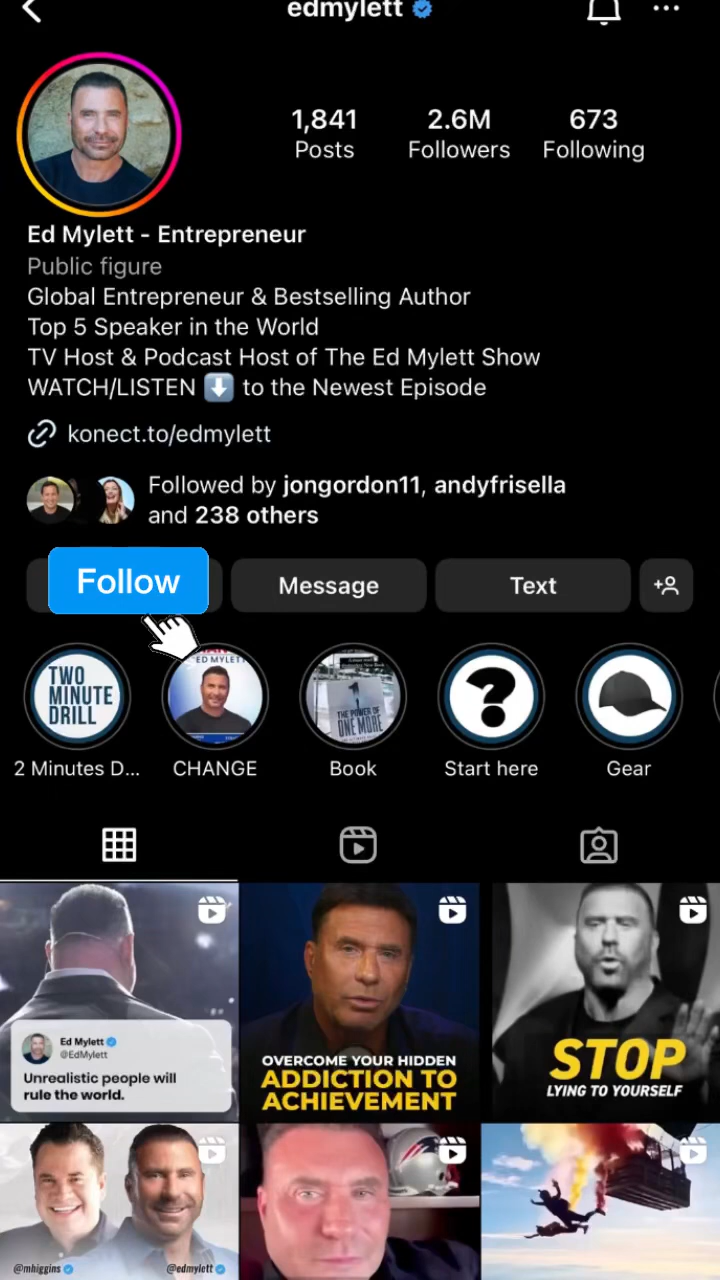 edmylett
1,841
Posts
2.6M
Followers
673
Following
Ed Mylett - Entrepreneur
Public figure
Global Entrepreneur & Bestselling Author
Top 5 Speaker in the World
TV Host & Podcast Host of The Ed Mylett Show
WATCH/LISTEN ⬇️ to the Newest Episode
konect.to/edmylett
Followed by jongordon11, andyfrisella
and 238 others
Follow
Message
Text
TWO
MINUTE
DRILL
ED MYLETT
THE POWER OF
ONE MORE
?
2 Minutes D...
CHANGE
Book
Start here
Gear
Ed Mylett
@EdMylett
Unrealistic people will
rule the world.
OVERCOME YOUR HIDDEN
ADDICTION TO
ACHIEVEMENT
STOP
LYING TO YOURSELF
@mhiggins
@edmylett